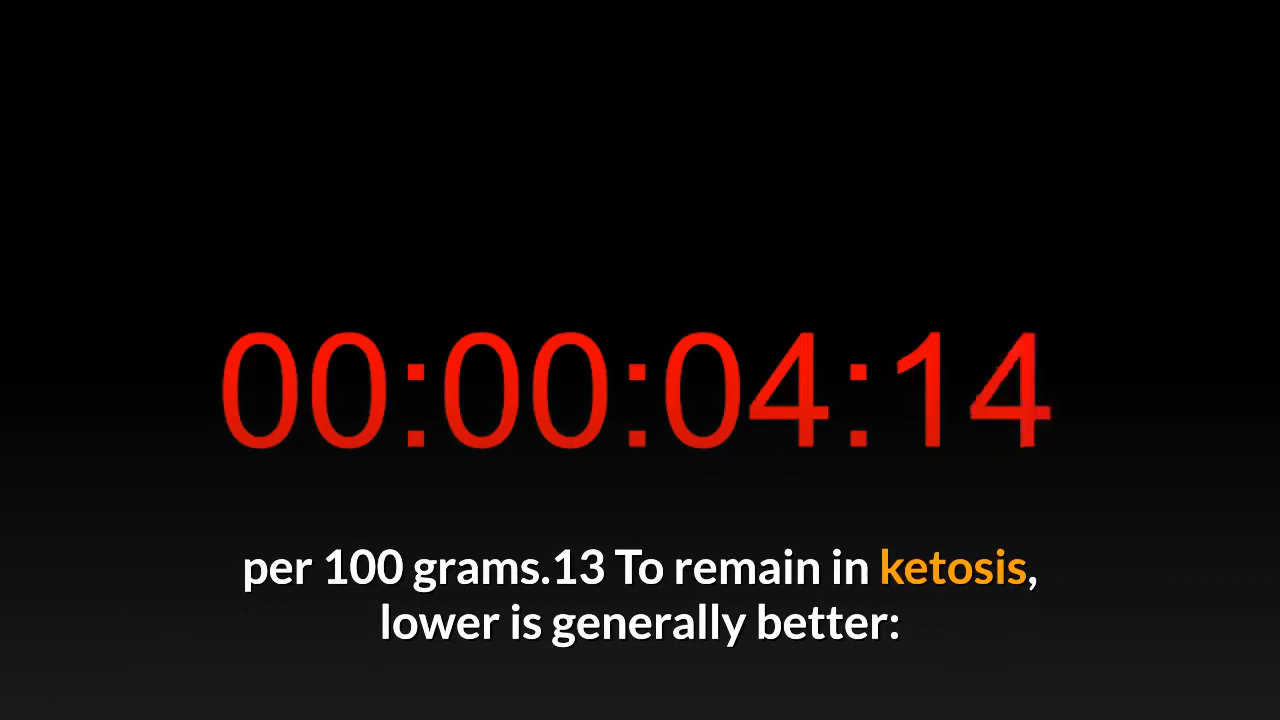 00:00:04:14
per 100 grams.13 To remain in ketosis,
lower is generally better: